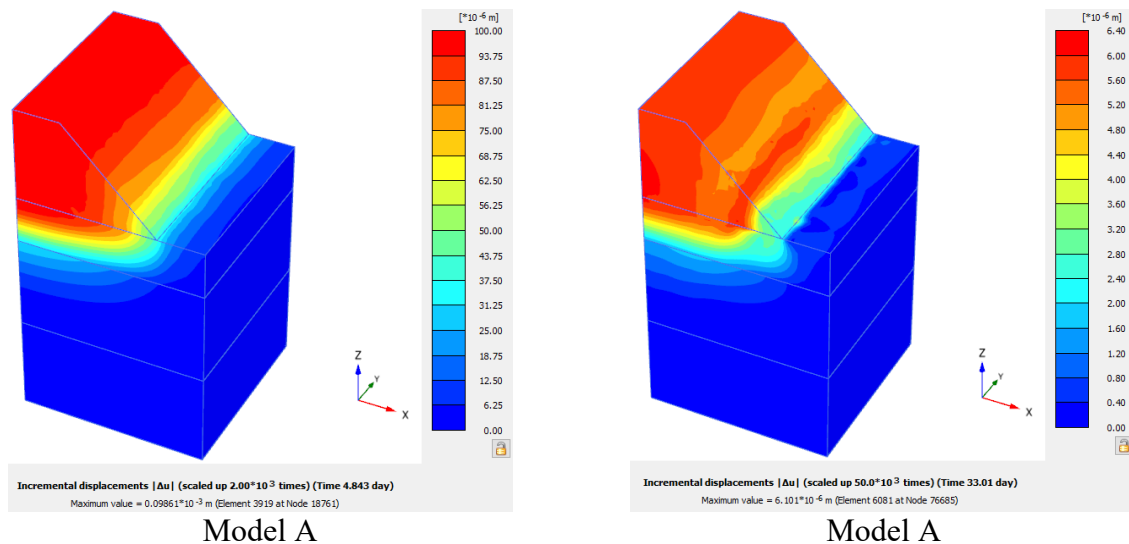 [*10 -6 m]
100.00
93.75
87.50
81.25
75.00
68.75
62.50
56.25
50.00
43.75
37.50
31.25
25.00
18.75
12.50
6.25
0.00
Z
Y
X
Incremental displacements |Δu| (scaled up 2.00*10 3 times) (Time 4.843 day)
Maximum value = 0.09861*10 -3 m (Element 3919 at Node 18761)
Model A
[*10 -6 m]
6.40
6.00
5.60
5.20
4.80
4.40
4.00
3.60
3.20
2.80
2.40
2.00
1.60
1.20
0.80
0.40
0.00
Z
Y
X
Incremental displacements |Δu| (scaled up 50.0*10 3 times) (Time 33.01 day)
Maximum value = 6.101*10 -6 m (Element 6081 at Node 76685)
Model A